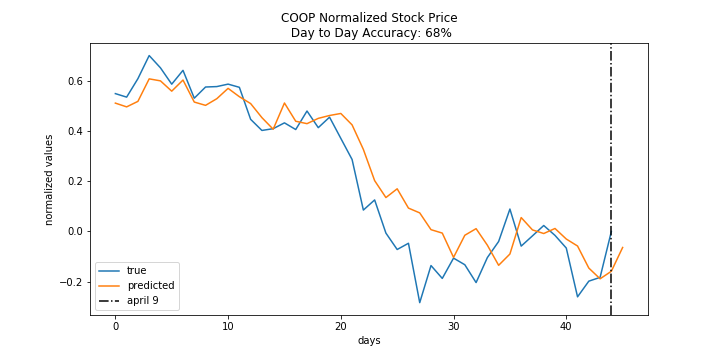 COOP Normalized Stock Price
Day to Day Accuracy: 68%
normalized values
0.6
0.4
0.2
0.0
−0.2
true
predicted
april 9
0 10 20 30 40
days